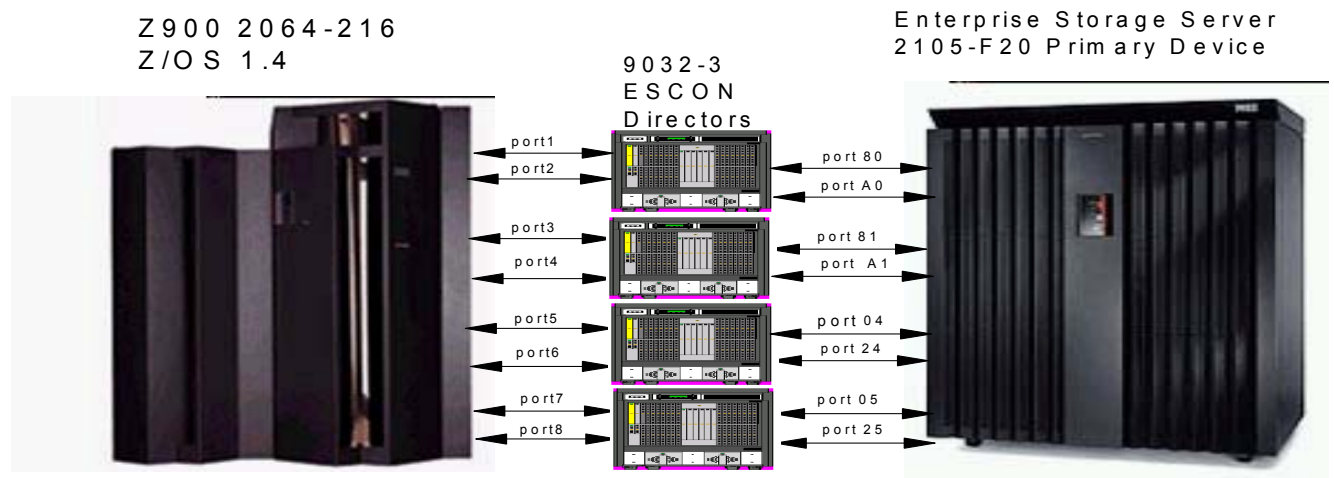 Z900 2064-216
Z/OS 1.4
9032-3
ESCON
Directors
Enterprise Storage Server
2105-F20 Primary Device
port1
port2
port3
port4
port5
port6
port7
port8
port 80
port A0
port 81
port A1
port 04
port 24
port 05
port 25